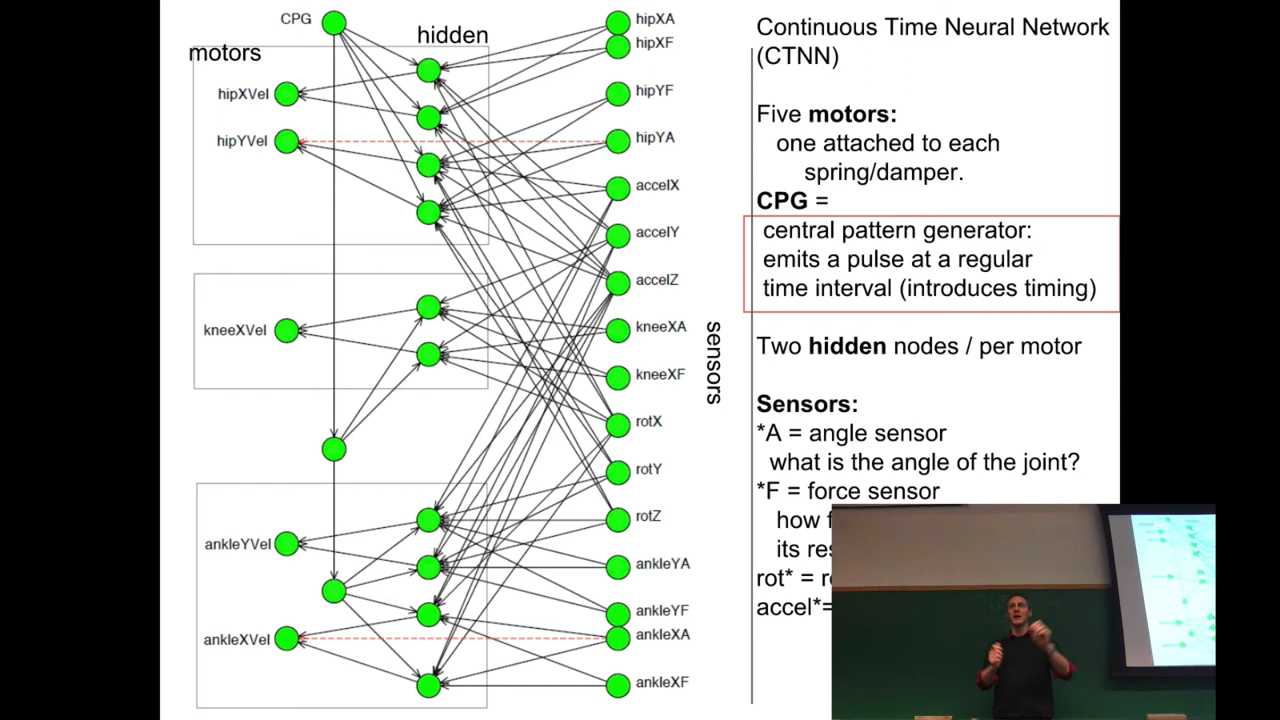 CPG
hidden
motors
hipXVel
hipYVel
kneeXVel
ankleYVel
ankleXVel
hipXA
hipXF
hipYF
hipYA
accelX
accelY
accelZ
kneeXA
kneeXF
rotX
rotY
rotZ
ankleYA
ankleYF
ankleXA
ankleXF
sensors
Continuous Time Neural Network
(CTNN)
Five motors:
one attached to each
spring/damper.
CPG =
central pattern generator:
emits a pulse at a regular
time interval (introduces timing)
Two hidden nodes / per motor
Sensors:
*A = angle sensor
what is the angle of the joint?
*F = force sensor
how
its
rot* =
accel*=